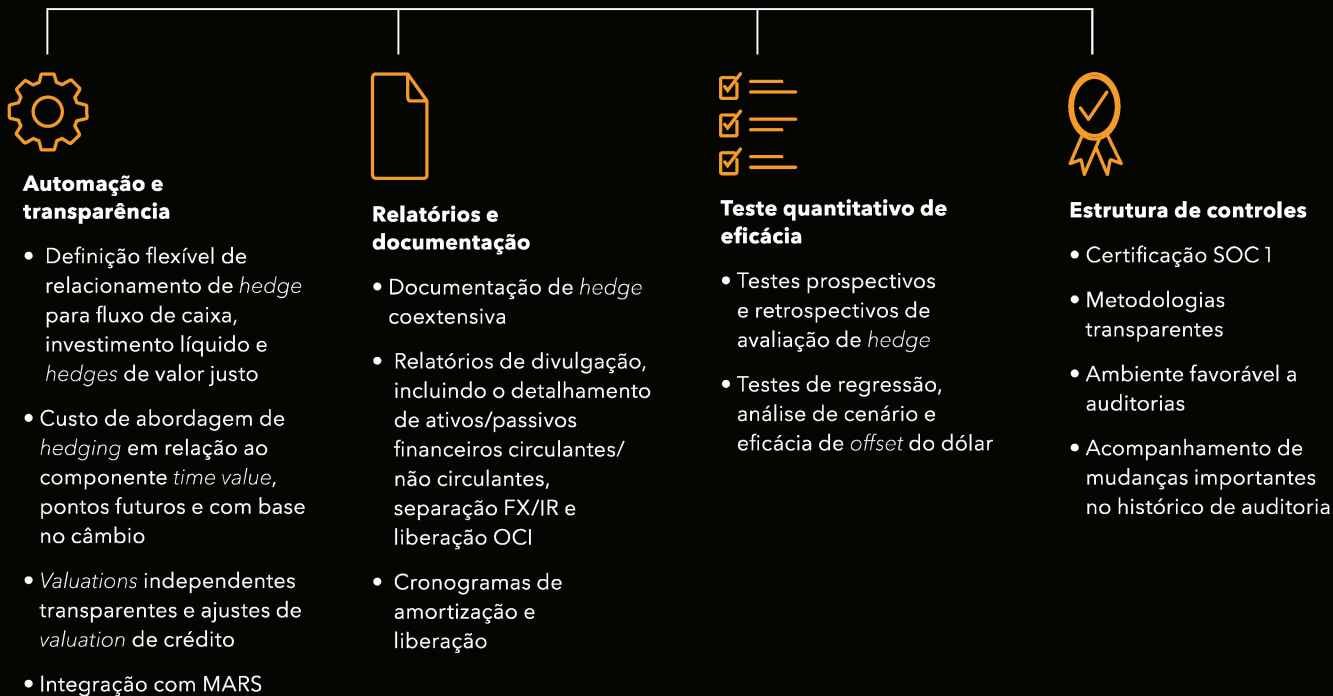 Automação e
transparência
• Definição flexível de
relacionamento de hedge
para fluxo de caixa,
investimento líquido e
hedges de valor justo
• Custo de abordagem de
hedging em relação ao
componente time value,
pontos futuros e com base
no câmbio
• Valuations independentes
transparentes e ajustes de
valuation de crédito
• Integração com MARS
Relatórios e
documentação
• Documentação de hedge
coextensiva
• Relatórios de divulgação,
incluindo o detalhamento
de ativos/passivos
financeiros circulantes/
não circulantes,
separação FX/IR e
liberação OCI
• Cronogramas de
amortização e
liberação
Teste quantitativo de
eficácia
• Testes prospectivos
e retrospectivos de
avaliação de hedge
• Testes de regressão,
análise de cenário e
eficácia de offset do dólar
Estrutura de controles
• Certificação SOC 1
• Metodologias
transparentes
• Ambiente favorável a
auditorias
• Acompanhamento de
mudanças importantes
no histórico de auditoria